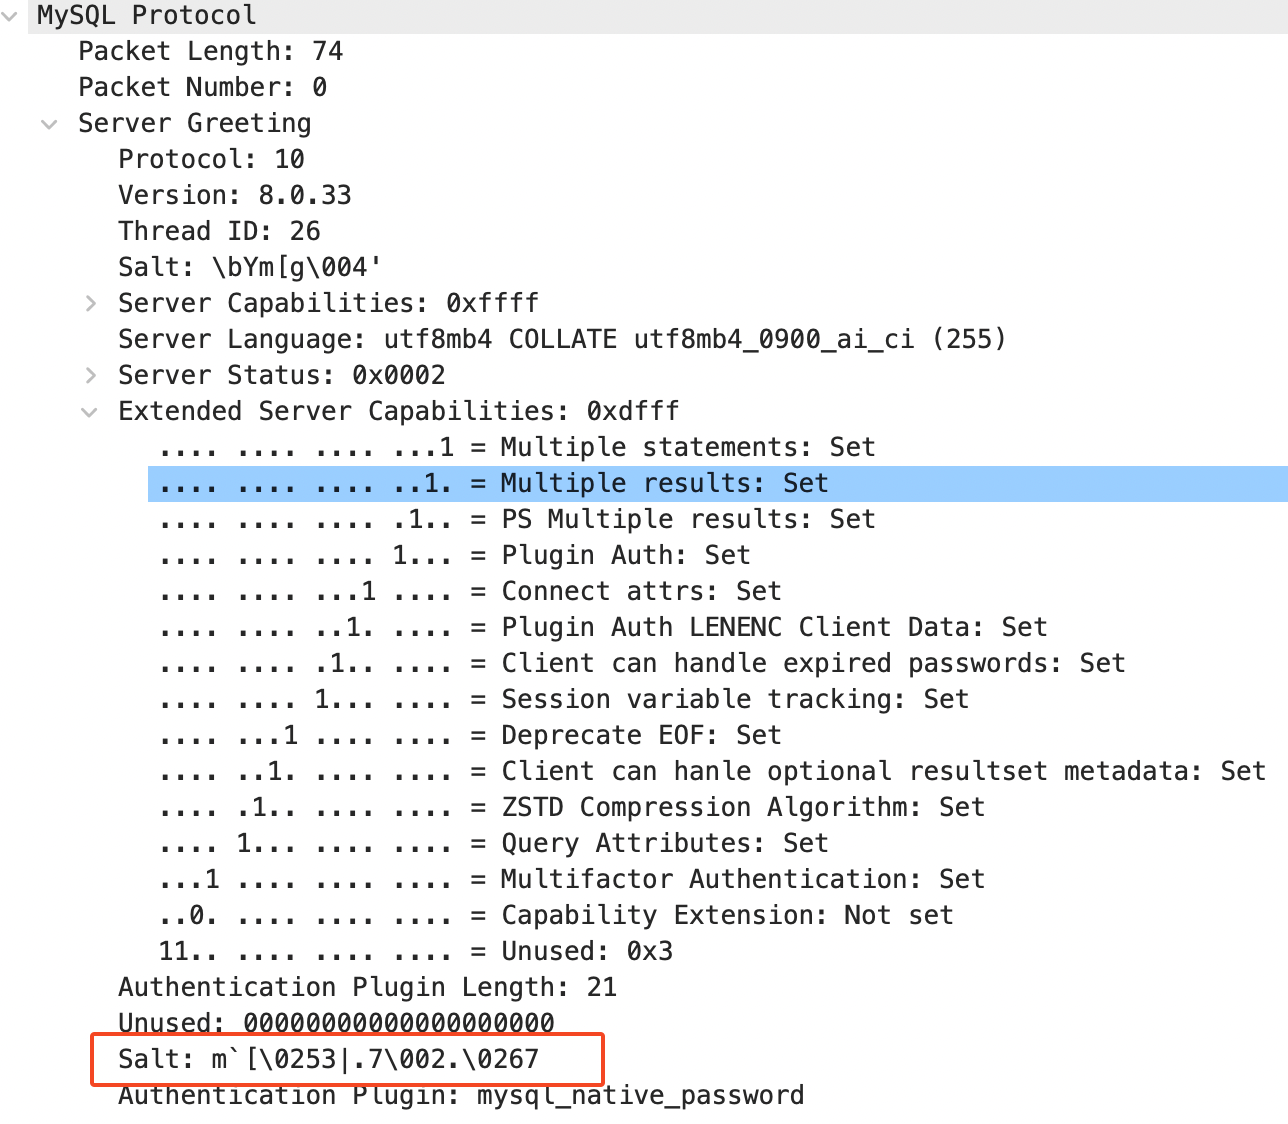 MySQL Protocol
Packet Length: 74
Packet Number: 0
Server Greeting
Protocol: 10
Version: 8.0.33
Thread ID: 26
Salt: \bYm[g\004'
Server Capabilities: 0xffff
Server Language: utf8mb4 COLLATE utf8mb4_0900_ai_ci (255)
Server Status: 0x0002
Extended Server Capabilities: 0xdfff
.... .... .... ...1 = Multiple statements: Set
.... .... .... ..1. = Multiple results: Set
.... .... .... .1.. = PS Multiple results: Set
.... .... .... 1... = Plugin Auth: Set
.... .... ...1 .... = Connect attrs: Set
.... .... ..1. .... = Plugin Auth LENENC Client Data: Set
.... .... .1.. .... = Client can handle expired passwords: Set
.... .... 1... .... = Session variable tracking: Set
.... ...1 .... .... = Deprecate EOF: Set
.... ..1. .... .... = Client can hanle optional resultset metadata: Set
.... .1.. .... .... = ZSTD Compression Algorithm: Set
.... 1... .... .... = Query Attributes: Set
...1 .... .... .... = Multifactor Authentication: Set
..0. .... .... .... = Capability Extension: Not set
11.. .... .... .... = Unused: 0x3
Authentication Plugin Length: 21
Unused: 00000000000000000000
Salt: m`[\0253|.7\002.\0267
Authentication Plugin: mysql_native_password